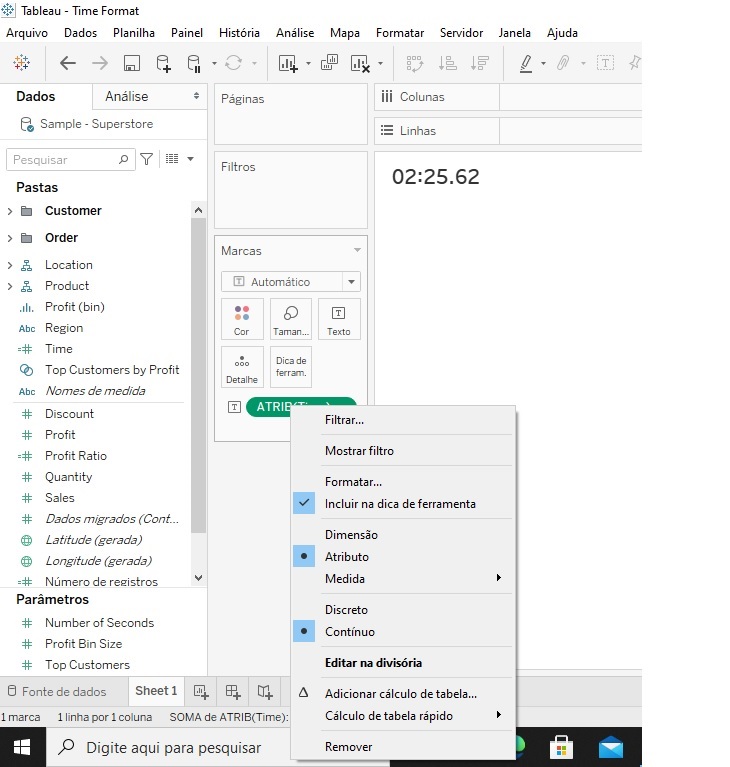 Tableau - Time Format
Arquivo Dados Planilha Painel História Análise Mapa Formatar Servidor Janela Ajuda
Dados
Análise
Sample - Superstore
Pesquisar
Pastas
Customer
Order
Location
Product
Profit (bin)
Abc Region
Time
Top Customers by Profit
Abc Nomes de medida
Discount
Profit
Profit Ratio
Quantity
Sales
Dados migrados (Cont...
Latitude (gerada)
Longitude (gerada)
Número de registros
Parâmetros
Number of Seconds
Profit Bin Size
Top Customers
Páginas
Filtros
Marcas
T Automático
Cor
Taman...
T
Texto
Detalhe
Dica de
ferram.
T ATRIB(Time)
Colunas
Linhas
02:25.62
Filtrar...
Mostrar filtro
Formatar...
Incluir na dica de ferramenta
Dimensão
Atributo
Medida
Discreto
Contínuo
Editar na divisória
Adicionar cálculo de tabela...
Cálculo de tabela rápido
Remover
Fonte de dados
Sheet 1
1 marca 1 linha por 1 coluna SOMA de ATRIB(Time):
Digite aqui para pesquisar